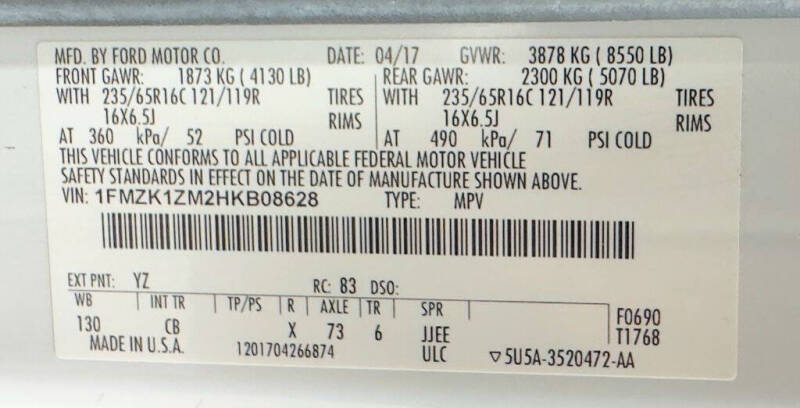 MFD. BY FORD MOTOR CO. DATE: 04/17 GVWR: 3878 KG ( 8550 LB)
FRONT GAWR: 1873 KG ( 4130 LB) REAR GAWR: 2300 KG ( 5070 LB)
WITH 235/65R16C 121/119R TIRES WITH 235/65R16C 121/119R TIRES
16X6.5J RIMS 16X6.5J RIMS
AT 360 kPa/ 52 PSI COLD AT 490 kPa/ 71 PSI COLD
THIS VEHICLE CONFORMS TO ALL APPLICABLE FEDERAL MOTOR VEHICLE
SAFETY STANDARDS IN EFFECT ON THE DATE OF MANUFACTURE SHOWN ABOVE.
VIN: 1FMZK1ZM2HKB08628 TYPE: MPV
EXT PNT: YZ RC: 83 DSO:
WB INT TR TP/PS R AXLE TR SPR F0690
130 CB X 73 6 JJEE T1768
MADE IN U.S.A. 1201704266874 ULC ▽5U5A-3520472-AA